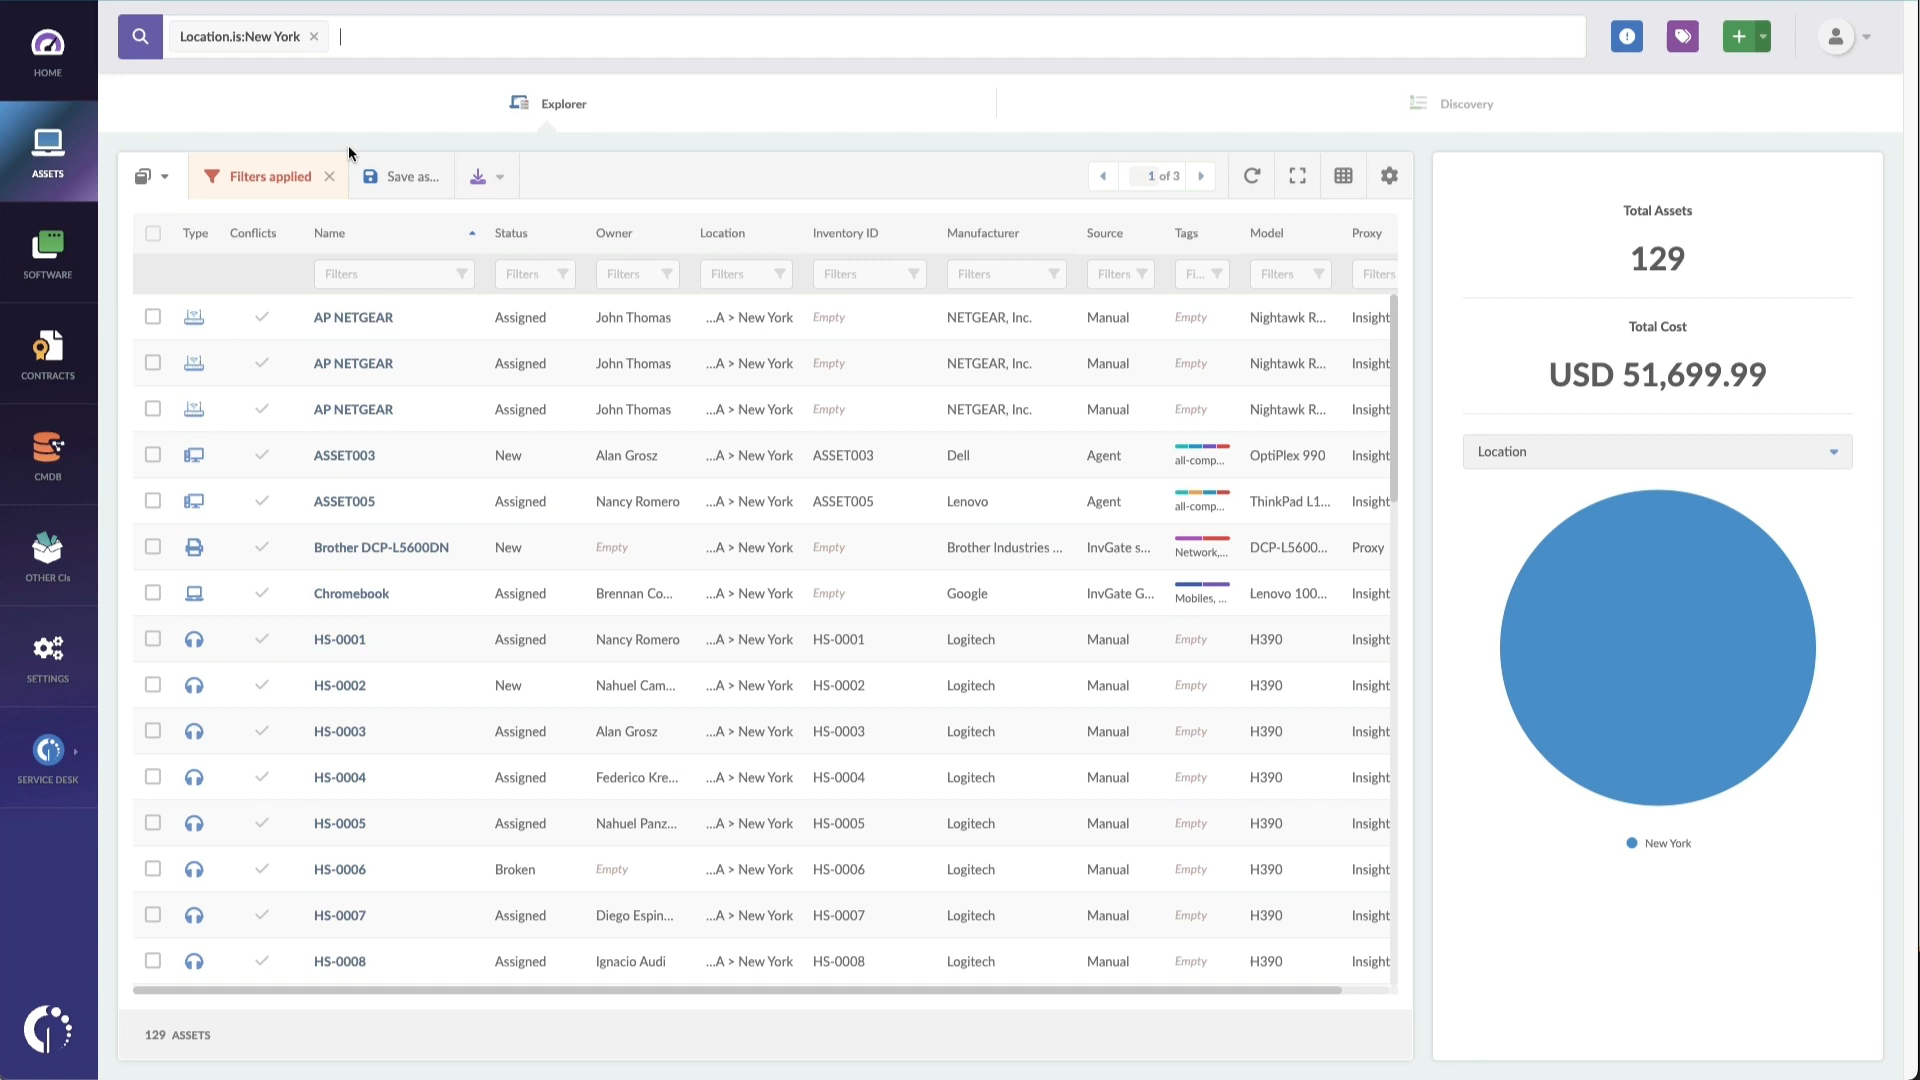 HOME
ASSETS
SOFTWARE
CONTRACTS
CMDB
OTHER CIs
SETTINGS
SERVICE DESK
Location.is:New York
Explorer
Discovery
Filters applied
Save as...
1 of 3
Type Conflicts Name Status Owner Location Inventory ID Manufacturer Source Tags Model Proxy
Filters Filters Filters Filters Filters Filters Filters Fi... Filters Filters
AP NETGEAR Assigned John Thomas ...A > New York Empty NETGEAR, Inc. Manual Empty Nightawk R... Insight
AP NETGEAR Assigned John Thomas ...A > New York Empty NETGEAR, Inc. Manual Empty Nightawk R... Insight
AP NETGEAR Assigned John Thomas ...A > New York Empty NETGEAR, Inc. Manual Empty Nightawk R... Insight
ASSET003 New Alan Grosz ...A > New York ASSET003 Dell Agent all-comp... OptiPlex 990 Insight
ASSET005 Assigned Nancy Romero ...A > New York ASSET005 Lenovo Agent all-comp... ThinkPad L1... Insight
Brother DCP-L5600DN New Empty ...A > New York Empty Brother Industries ... InvGate s... Network,... DCP-L5600... Proxy
Chromebook Assigned Brennan Co... ...A > New York Empty Google InvGate G... Mobiles, ... Lenovo 100... Insight
HS-0001 Assigned Nancy Romero ...A > New York HS-0001 Logitech Manual Empty H390 Insight
HS-0002 New Nahuel Cam... ...A > New York HS-0002 Logitech Manual Empty H390 Insight
HS-0003 Assigned Alan Grosz ...A > New York HS-0003 Logitech Manual Empty H390 Insight
HS-0004 Assigned Federico Kre... ...A > New York HS-0004 Logitech Manual Empty H390 Insight
HS-0005 Assigned Nahuel Panz... ...A > New York HS-0005 Logitech Manual Empty H390 Insight
HS-0006 Broken Empty ...A > New York HS-0006 Logitech Manual Empty H390 Insight
HS-0007 Assigned Diego Espin... ...A > New York HS-0007 Logitech Manual Empty H390 Insight
HS-0008 Assigned Ignacio Audi ...A > New York HS-0008 Logitech Manual Empty H390 Insight
129 ASSETS
Total Assets
129
Total Cost
USD 51,699.99
Location
New York